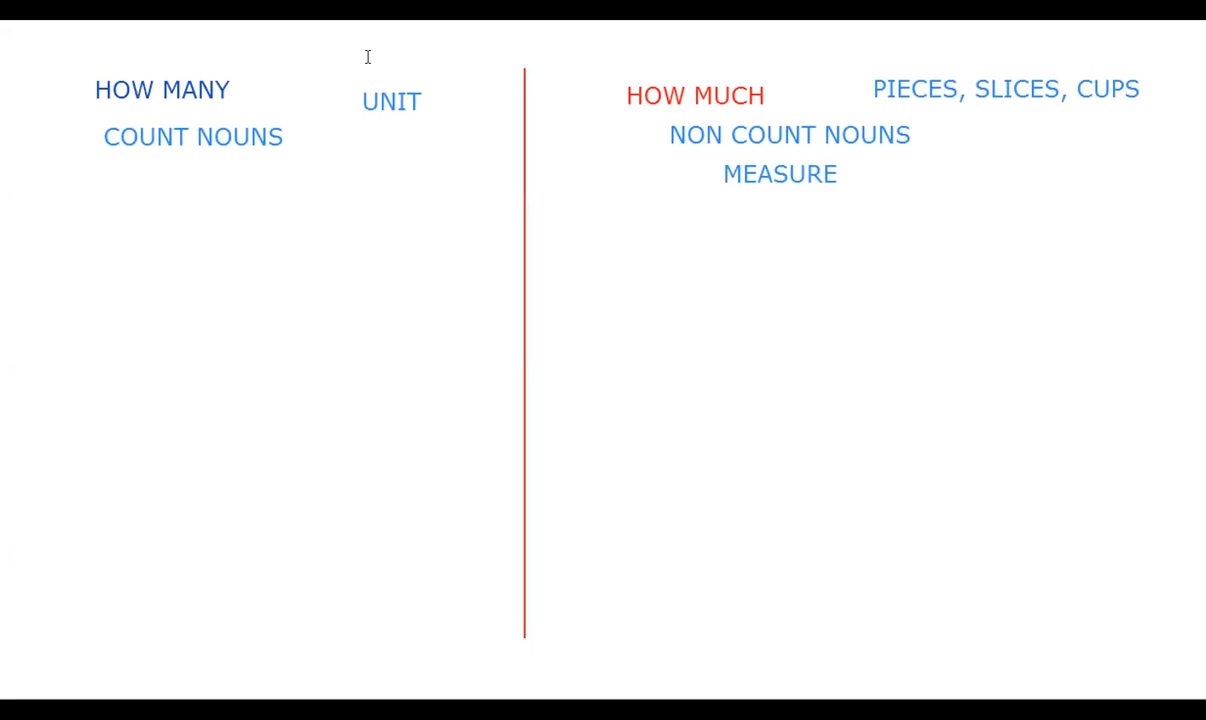 HOW MANY
UNIT
COUNT NOUNS
HOW MUCH
PIECES, SLICES, CUPS
NON COUNT NOUNS
MEASURE